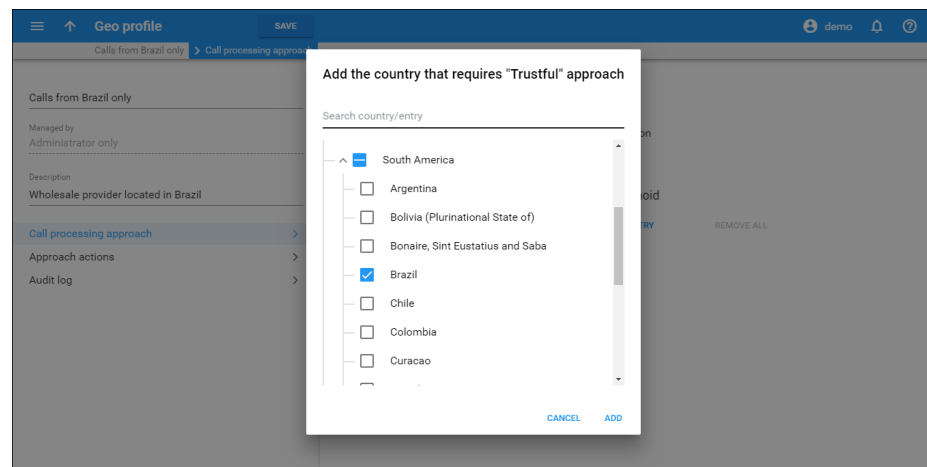 Geo profile
SAVE
demo
Calls from Brazil only
Call processing approach
Add the country that requires "Trustful" approach
Calls from Brazil only
Search country/entry
Managed by
Administrator only
South America
Description
Argentina
Wholesale provider located in Brazil
Bolivia (Plurinational State of)
REMOVE ALL
Call processing approach
Bonaire, Sint Eustatius and Saba
Approach actions
Brazil
Audit log
Chile
Colombia
Curacao
CANCEL
ADD